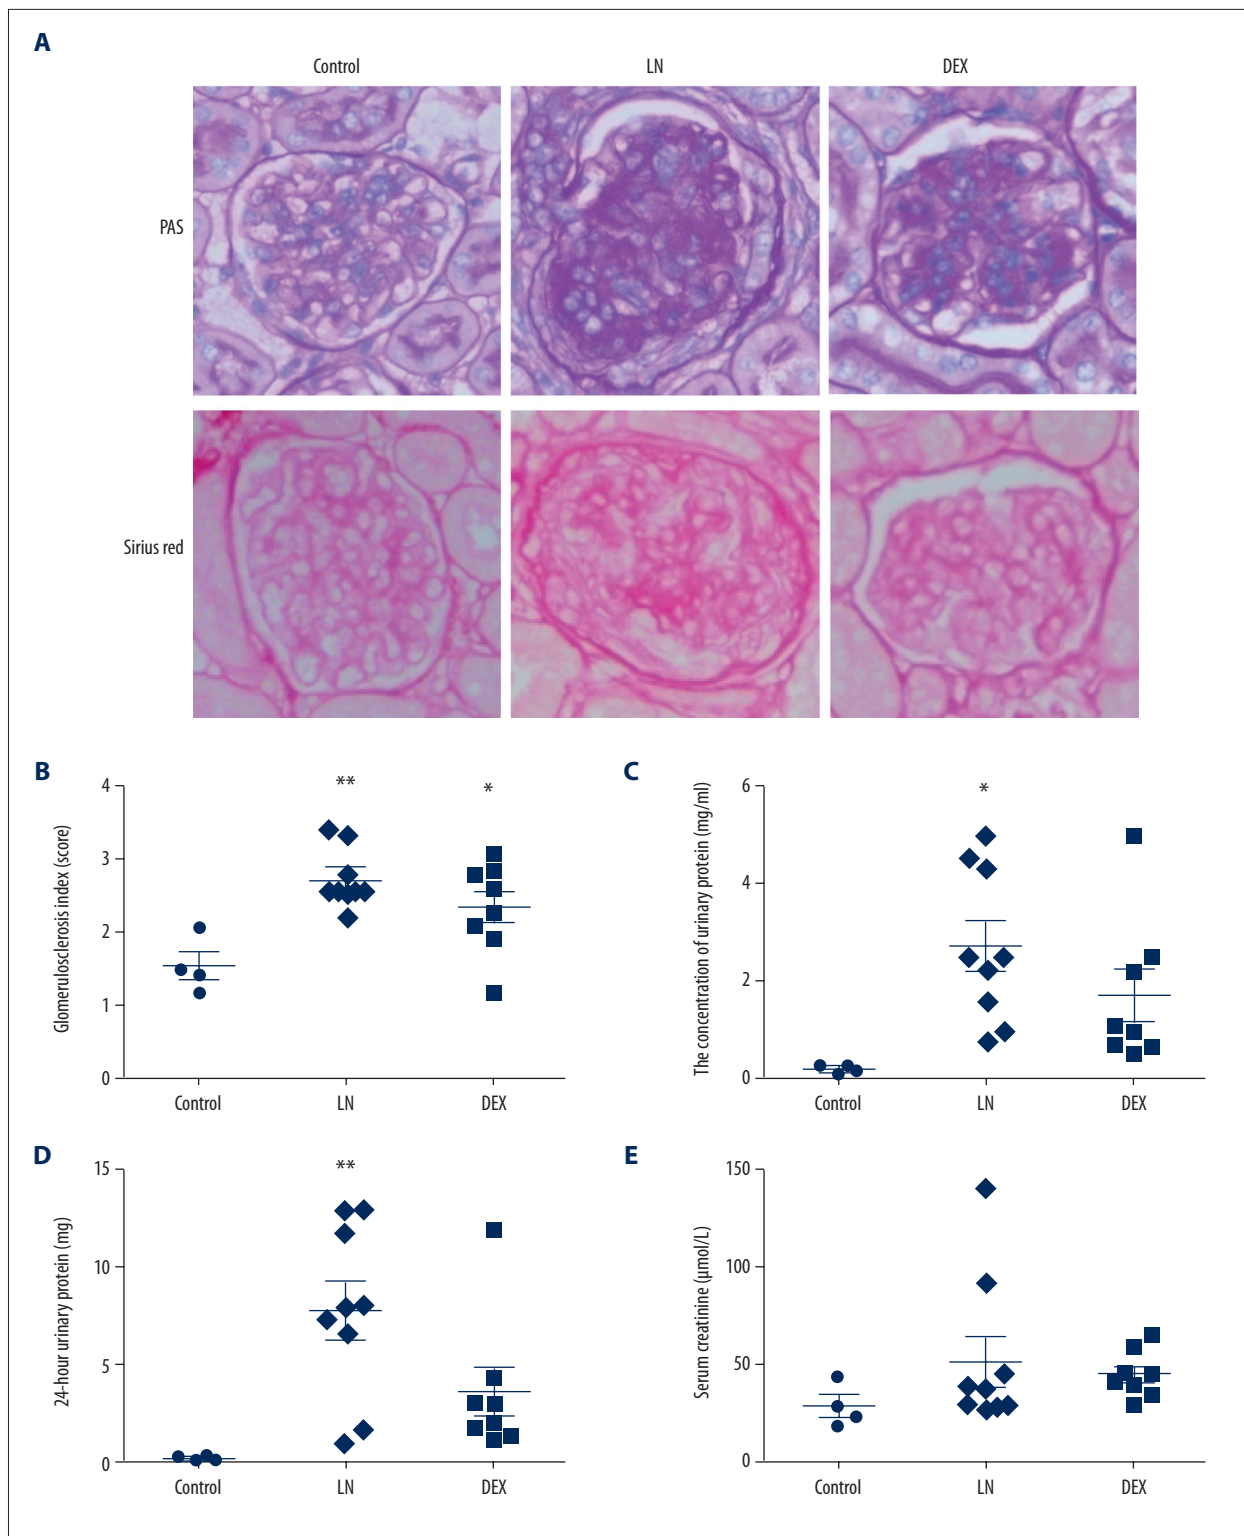 A
Control LN DEX
PAS
Sirius red
B
Glomerulosclerosis index (score)
4
3
2
1
0
** *
Control LN DEX
C
The concentration of urinary protein (mg/ml)
6
4
2
0
*
Control LN DEX
D
24-hour urinary protein (mg)
15
10
5
0
**
Control LN DEX
E
Serum creatinine (µmol/L)
150
100
50
0
Control LN DEX